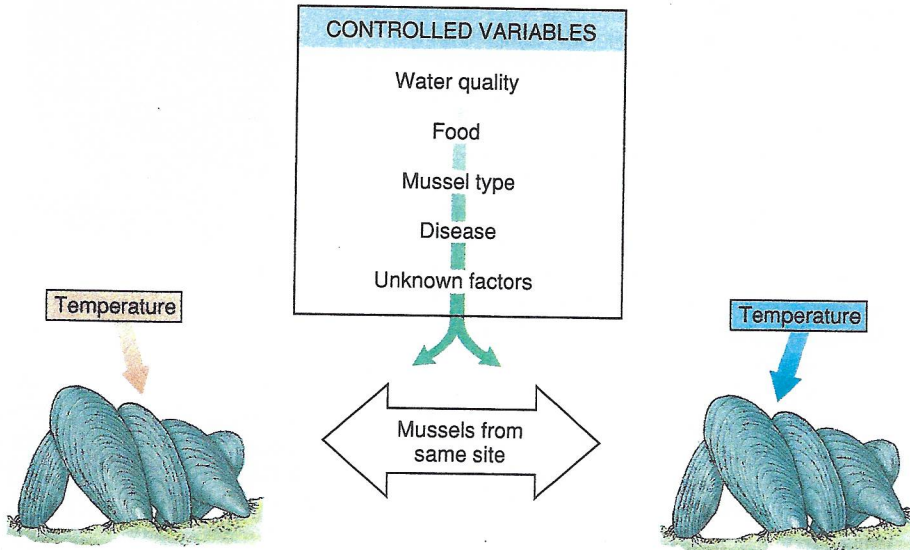 CONTROLLED VARIABLES
Water quality
Food
Mussel type
Disease
Unknown factors
Temperature
Temperature
Mussels from
same site